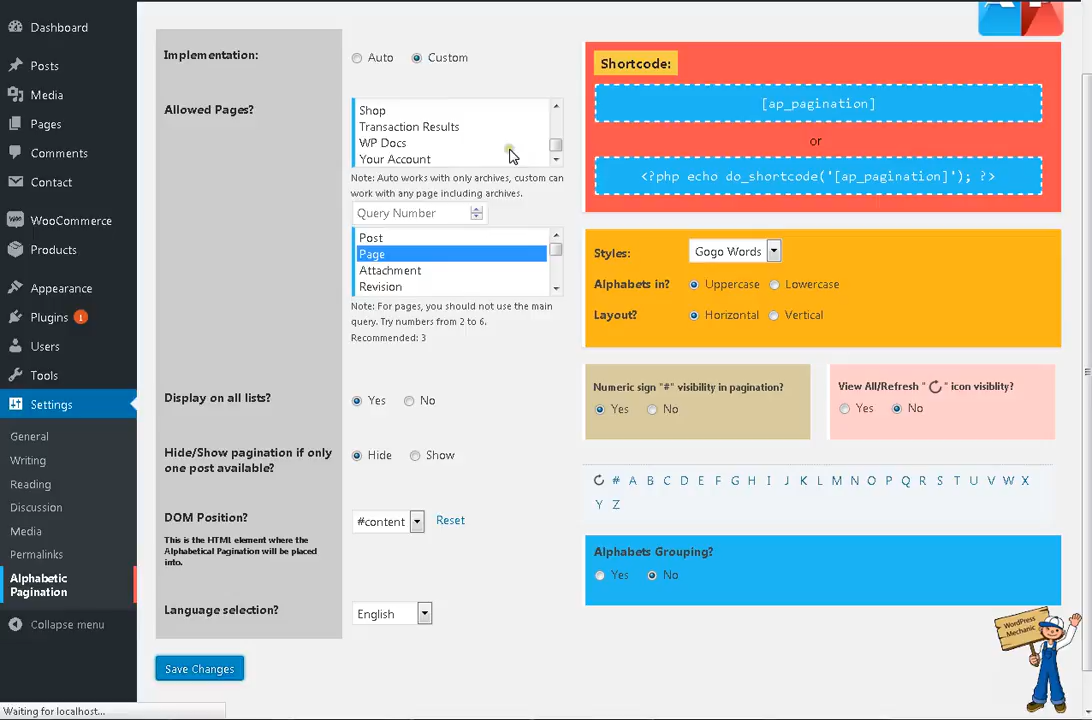 Dashboard
Posts
Media
Pages
Comments
Contact
WooCommerce
Products
Appearance
Plugins 1
Users
Tools
Settings
General
Writing
Reading
Discussion
Media
Permalinks
Alphabetic
Pagination
Collapse menu
Implementation:
Auto Custom
Allowed Pages?
Shop
Transaction Results
WP Docs
Your Account
Note: Auto works with only archives, custom can
work with any page including archives.
Query Number
Post
Page
Attachment
Revision
Note: For pages, you should not use the main
query. Try numbers from 2 to 6.
Recommended: 3
Display on all lists?
Yes No
Hide/Show pagination if only
one post available?
Hide Show
DOM Position?
#content Reset
This is the HTML element where the
Alphabetical Pagination will be placed
into.
Language selection?
English
Save Changes
Shortcode:
[ap_pagination]
or
<?php echo do_shortcode('[ap_pagination]'); ?>
Styles: Gogo Words
Alphabets in? Uppercase Lowercase
Layout? Horizontal Vertical
Numeric sign "#" visibility in pagination?
Yes No
View All/Refresh " " icon visiblity?
Yes No
# A B C D E F G H I J K L M N O P Q R S T U V W X
Y Z
Alphabets Grouping?
Yes No
WordPress
Mechanic
Waiting for localhost...